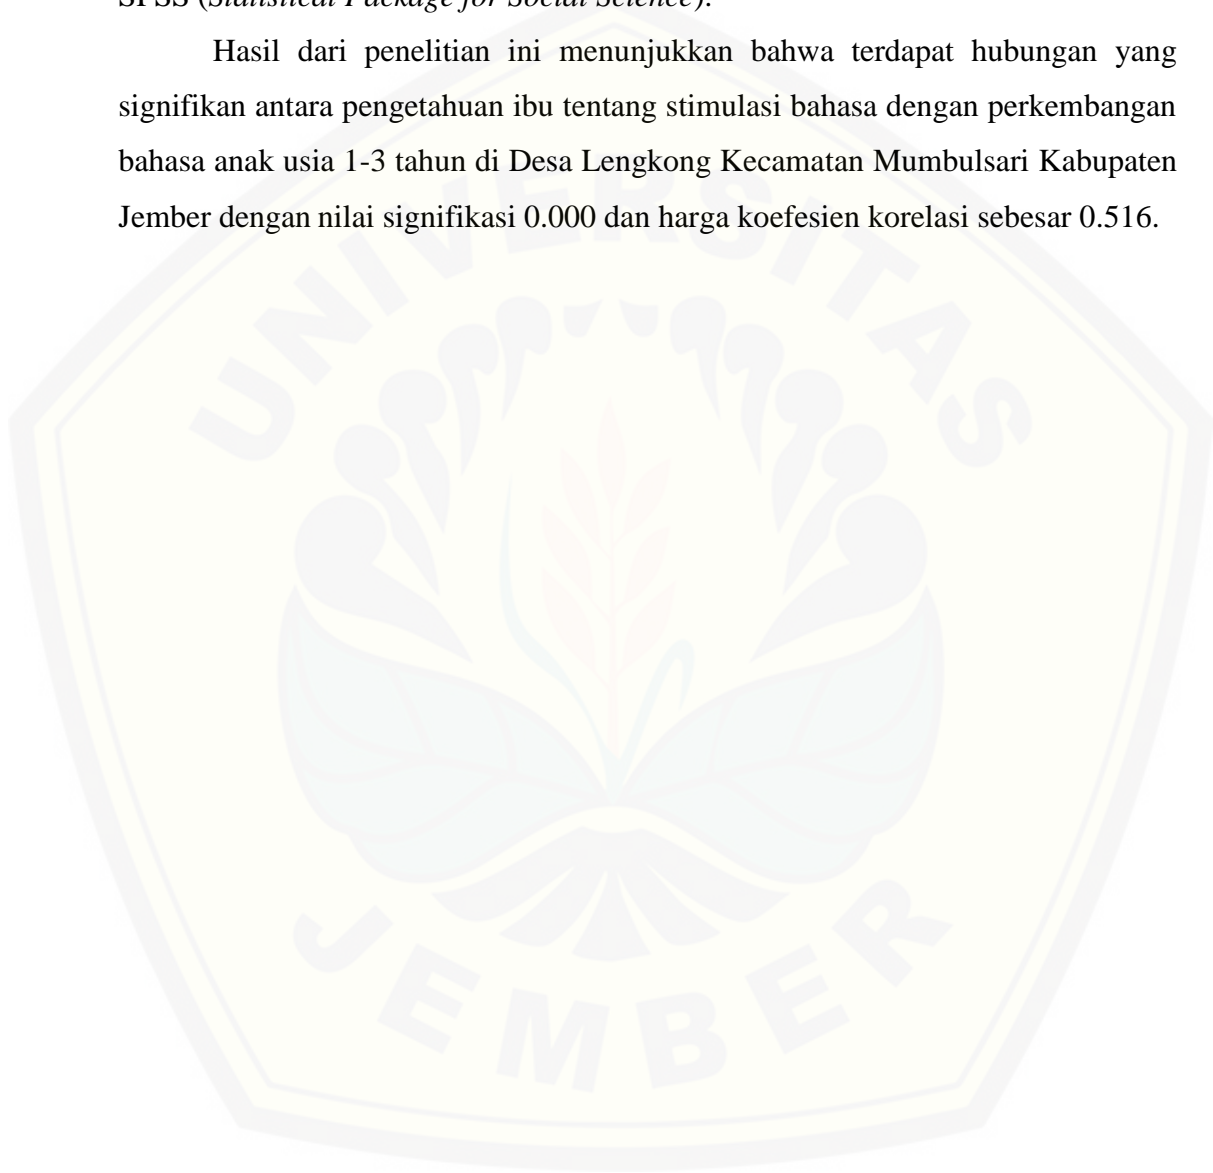 SPSS (Statistical Package for Social Science).
Hasil dari penelitian ini menunjukkan bahwa terdapat hubungan yang
signifikan antara pengetahuan ibu tentang stimulasi bahasa dengan perkembangan
bahasa anak usia 1-3 tahun di Desa Lengkong Kecamatan Mumbulsari Kabupaten
Jember dengan nilai signifikasi 0.000 dan harga koefesien korelasi sebesar 0.516.
UNIVERSITAS
JEMBER